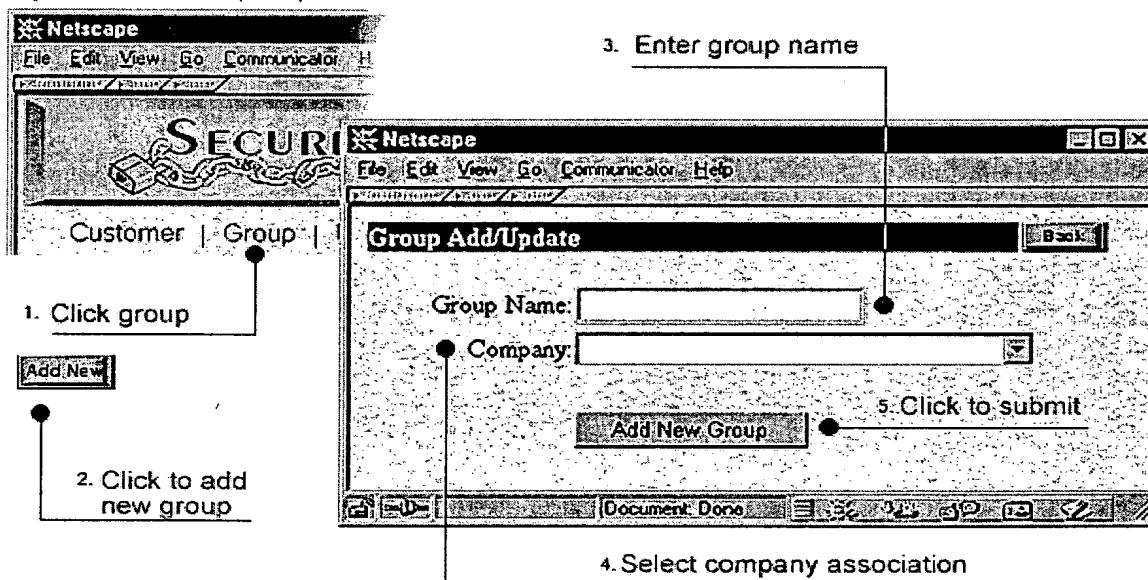 Netscape
File Edit View Go Communicator H
SECURI
Customer | Group |
1. Click group
Add New
2. Click to add
new group
3. Enter group name
Netscape
File Edit View Go Communicator Help
Group Add/Update
Back
Group Name:
Company:
Add New Group
5. Click to submit
Document: Done
4. Select company association